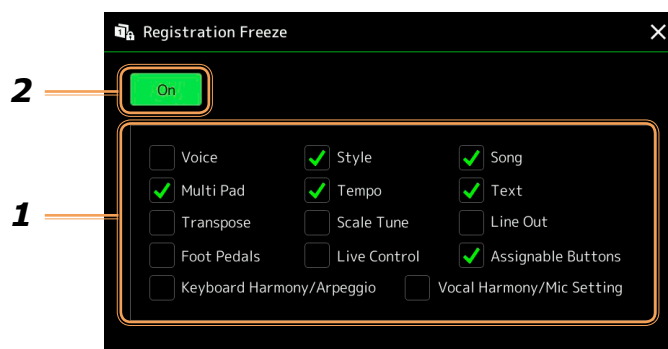 Registration Freeze
2
On
Voice Style Song
Multi Pad Tempo Text
1
Transpose Scale Tune Line Out
Foot Pedals Live Control Assignable Buttons
Keyboard Harmony/Arpeggio Vocal Harmony/Mic Setting